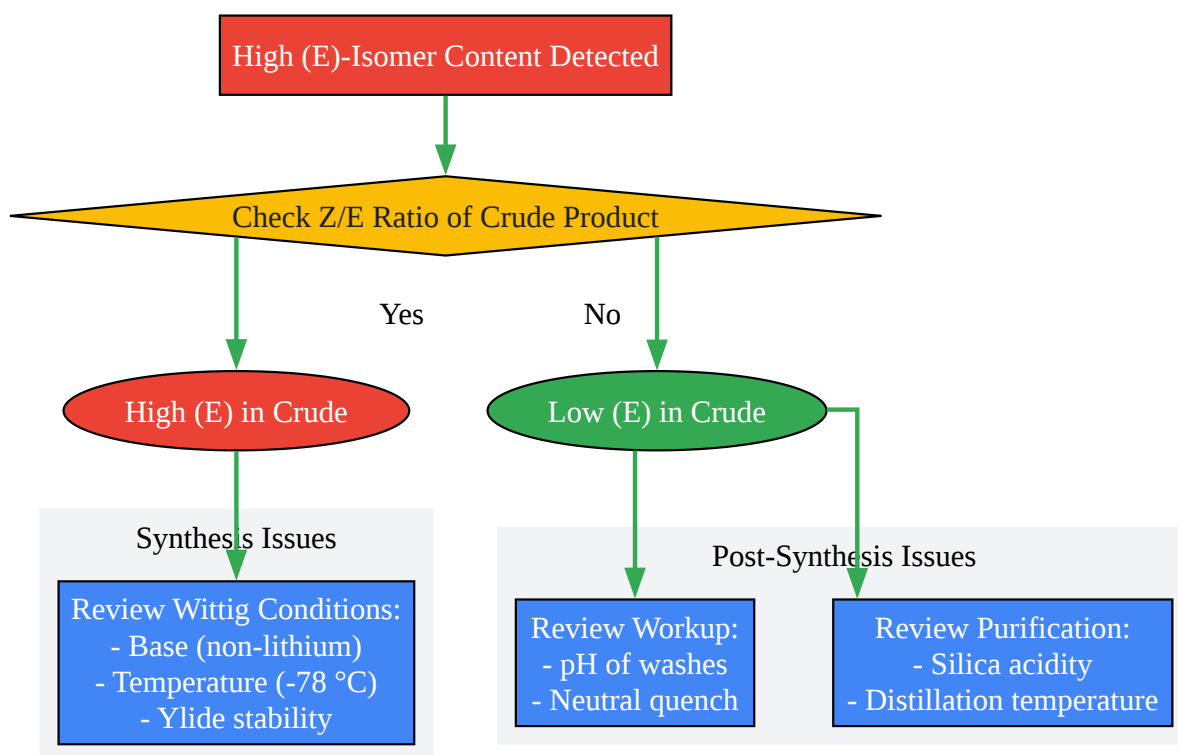 High (E)-Isomer Content Detected
Check Z/E Ratio of Crude Product
Yes
No
High (E) in Crude
Low (E) in Crude
Synthesis Issues
Review Wittig Conditions:
- Base (non-lithium)
- Temperature (-78 °C)
- Ylide stability
Post-Synthesis Issues
Review Workup:
- pH of washes
- Neutral quench
Review Purification:
- Silica acidity
- Distillation temperature